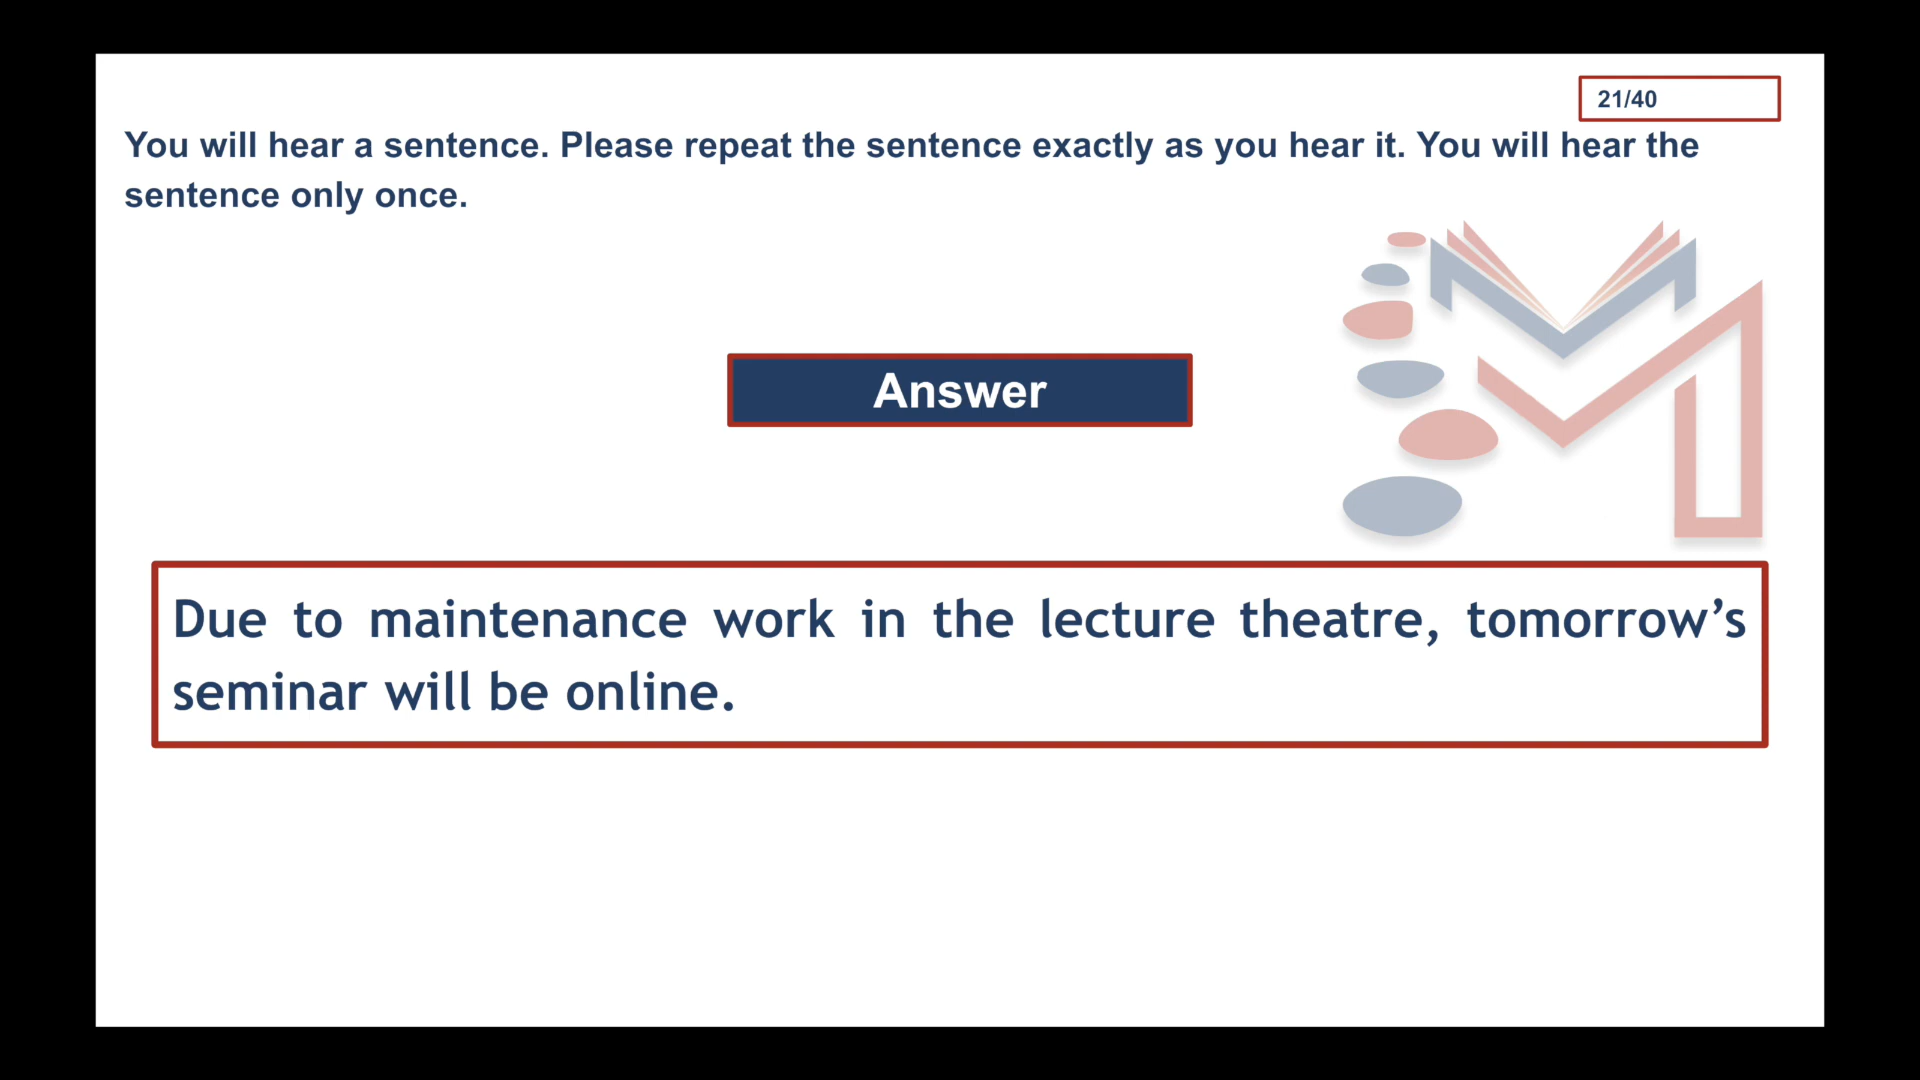 21/40
You will hear a sentence. Please repeat the sentence exactly as you hear it. You will hear the
sentence only once.
Answer
Due to maintenance work in the lecture theatre, tomorrow’s
seminar will be online.